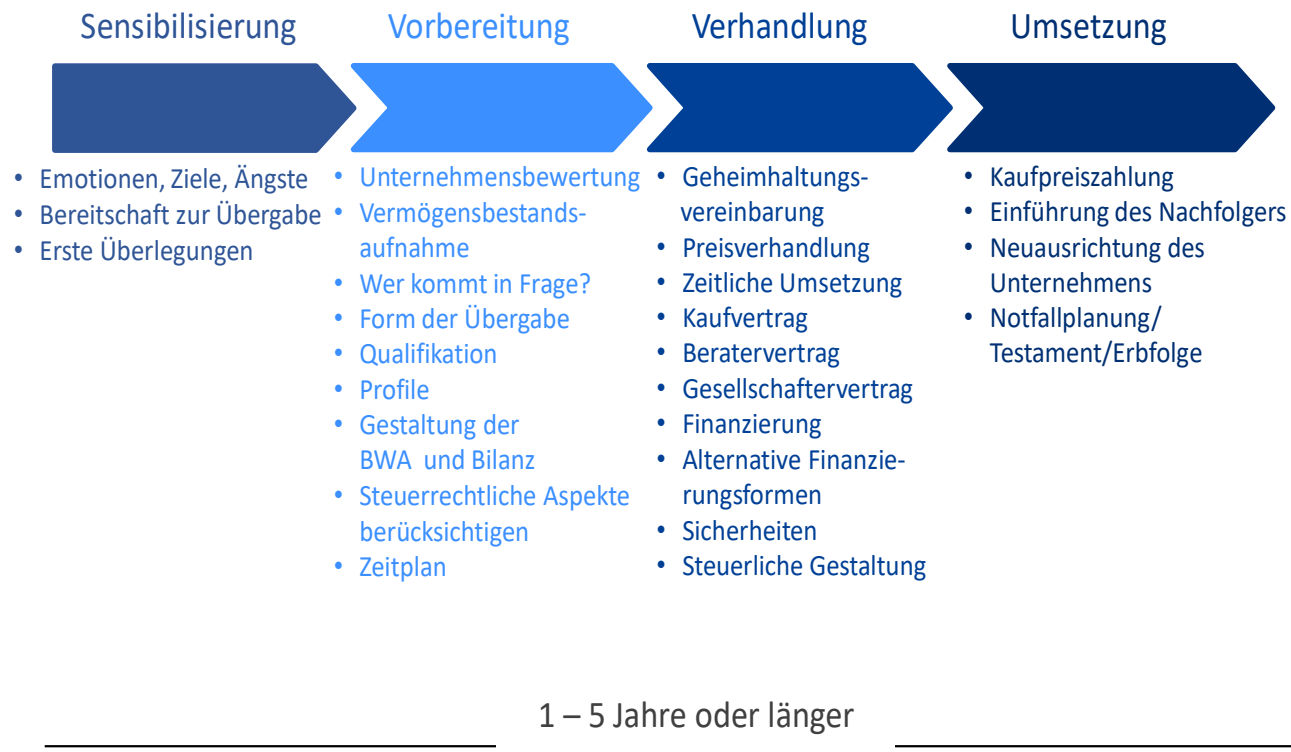 Sensibilisierung
• Emotionen, Ziele, Ängste
• Bereitschaft zur Übergabe
• Erste Überlegungen
Vorbereitung
• Unternehmensbewertung
• Vermögensbestands-
aufnahme
• Wer kommt in Frage?
• Form der Übergabe
• Qualifikation
• Profile
• Gestaltung der
BWA und Bilanz
• Steuerrechtliche Aspekte
berücksichtigen
• Zeitplan
Verhandlung
• Geheimhaltungs-
vereinbarung
• Preisverhandlung
• Zeitliche Umsetzung
• Kaufvertrag
• Beratervertrag
• Gesellschaftervertrag
• Finanzierung
• Alternative Finanzie-
rungsformen
• Sicherheiten
• Steuerliche Gestaltung
Umsetzung
• Kaufpreiszahlung
• Einführung des Nachfolgers
• Neuausrichtung des
Unternehmens
• Notfallplanung/
Testament/Erbfolge
1 – 5 Jahre oder länger